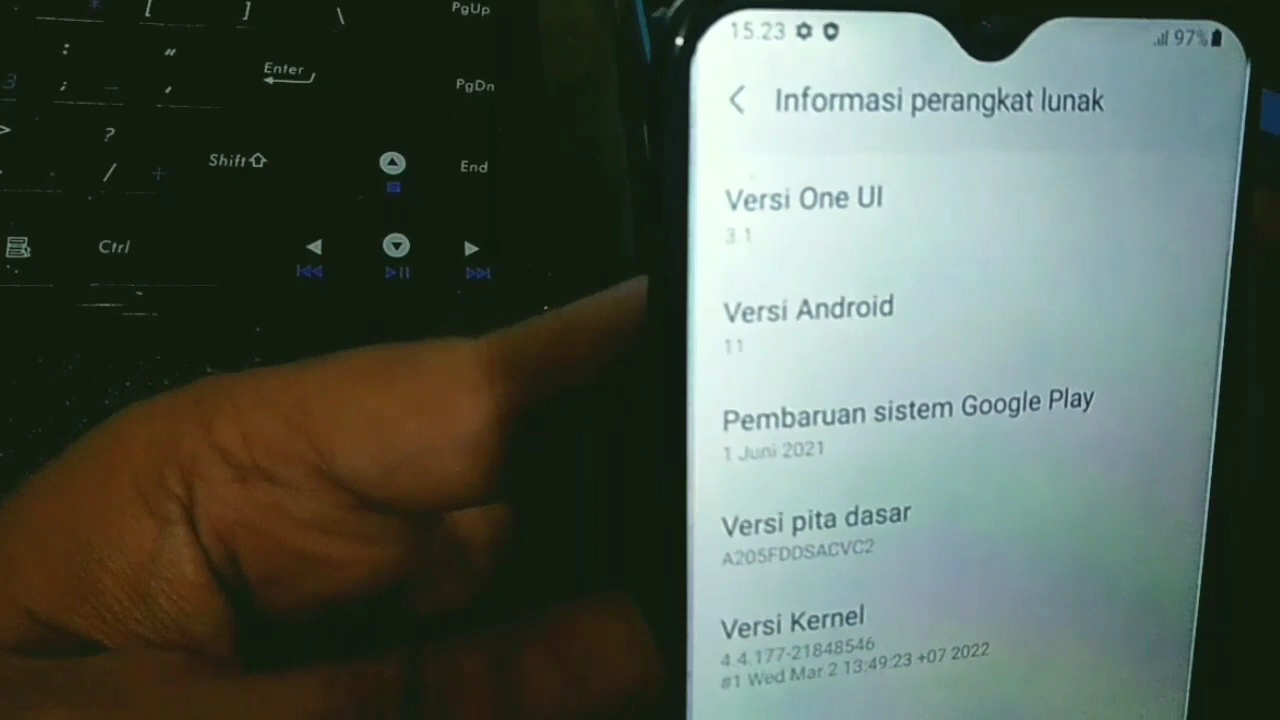 [
]
\
PgUp
:
"
Enter
3
;
,
PgDn
>
?
Shift
/
End
Ctrl
15.23
97%
Informasi perangkat lunak
Versi One UI
3.1
Versi Android
11
Pembaruan sistem Google Play
1 Juni 2021
Versi pita dasar
A205FDDSACVC2
Versi Kernel
4.4.177-21848546
#1 Wed Mar 2 13:49:23 +07 2022